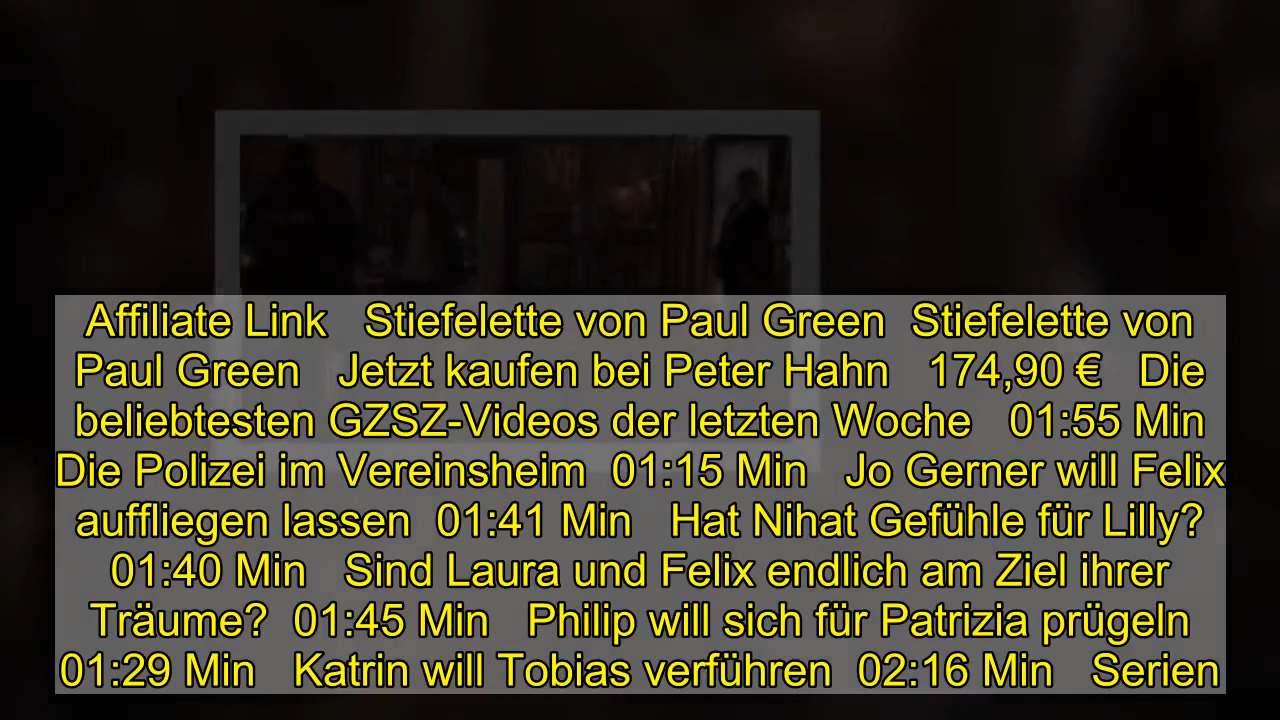 Affiliate Link Stiefelette von Paul Green Stiefelette von
Paul Green Jetzt kaufen bei Peter Hahn 174,90 € Die
beliebtesten GZSZ-Videos der letzten Woche 01:55 Min
Die Polizei im Vereinsheim 01:15 Min Jo Gerner will Felix
auffliegen lassen 01:41 Min Hat Nihat Gefühle für Lilly?
01:40 Min Sind Laura und Felix endlich am Ziel ihrer
Träume? 01:45 Min Philip will sich für Patrizia prügeln
01:29 Min Katrin will Tobias verführen 02:16 Min Serien